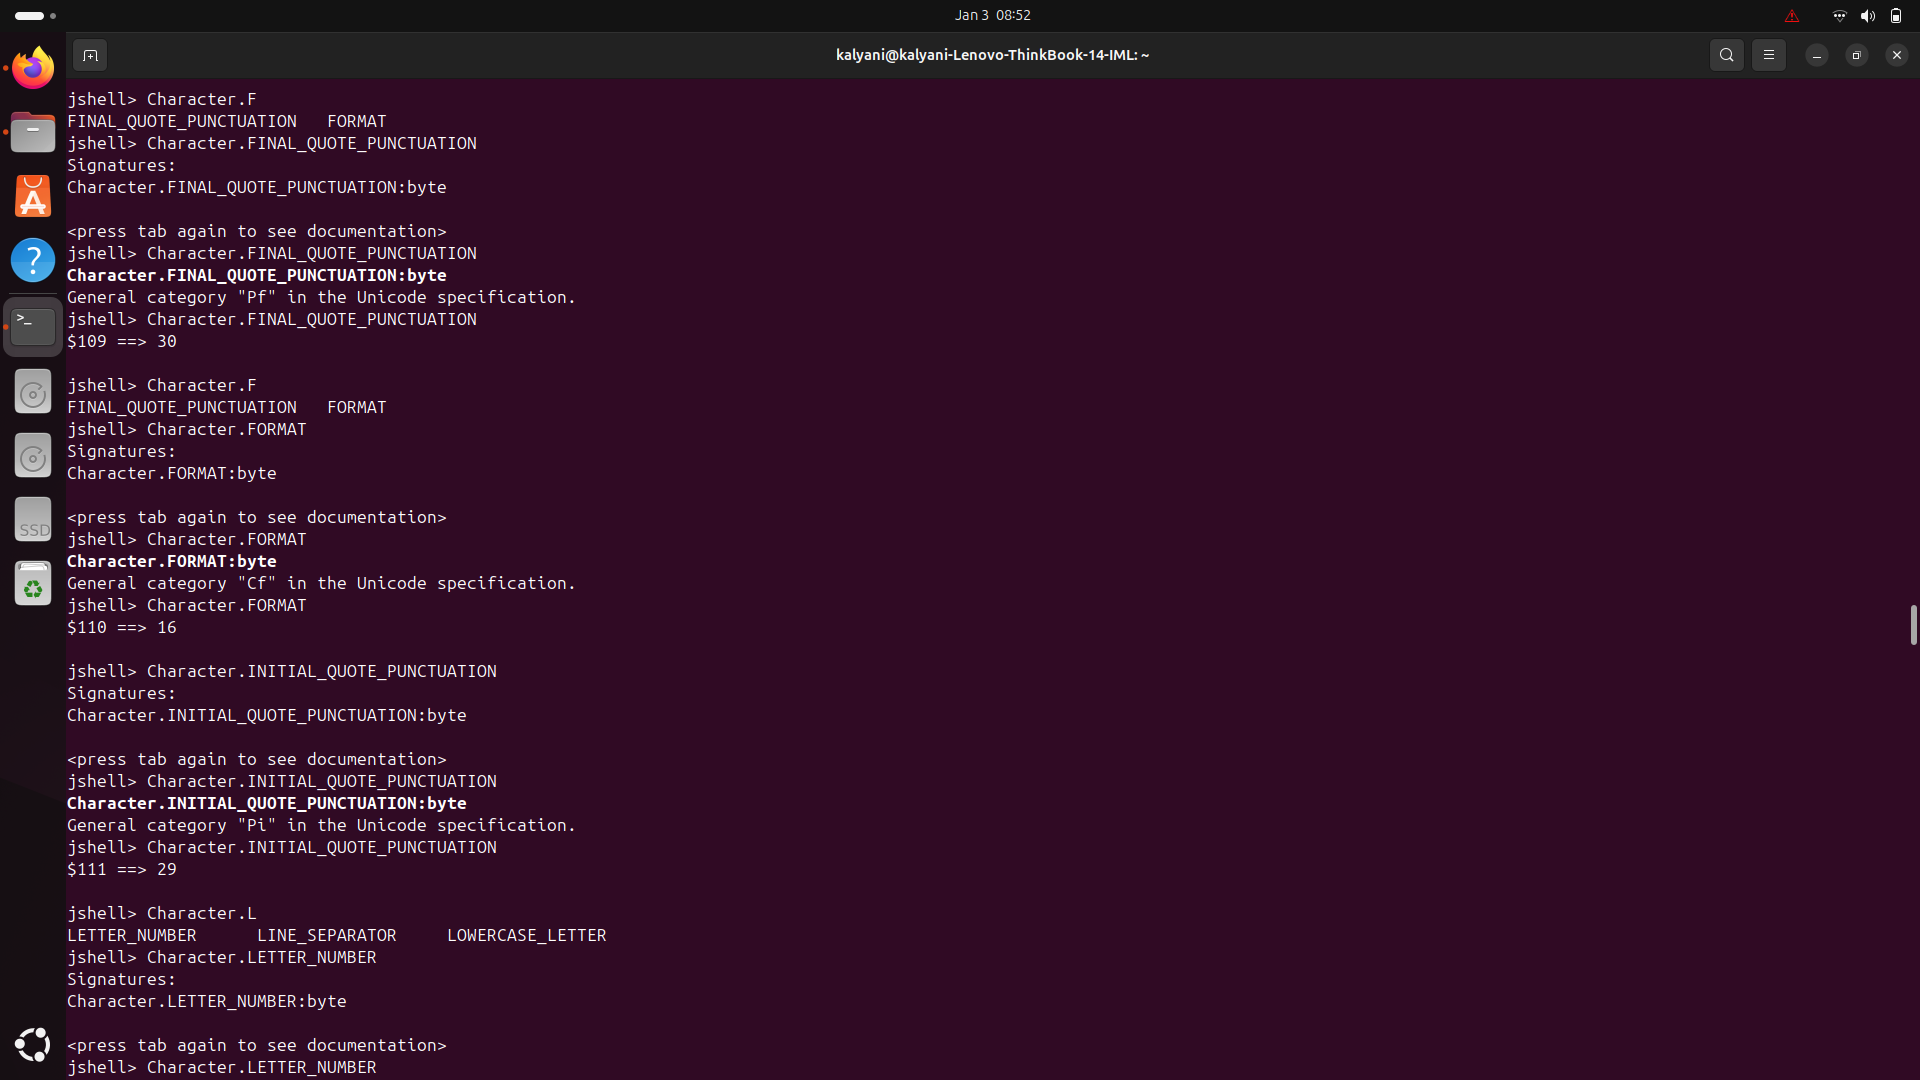 Jan 3 08:52
kalyani@kalyani-Lenovo-ThinkBook-14-IML: ~
jshell> Character.F
FINAL_QUOTE_PUNCTUATION   FORMAT
jshell> Character.FINAL_QUOTE_PUNCTUATION
Signatures:
Character.FINAL_QUOTE_PUNCTUATION:byte

<press tab again to see documentation>
jshell> Character.FINAL_QUOTE_PUNCTUATION
Character.FINAL_QUOTE_PUNCTUATION:byte
General category "Pf" in the Unicode specification.
jshell> Character.FINAL_QUOTE_PUNCTUATION
$109 ==> 30

jshell> Character.F
FINAL_QUOTE_PUNCTUATION   FORMAT
jshell> Character.FORMAT
Signatures:
Character.FORMAT:byte

<press tab again to see documentation>
jshell> Character.FORMAT
Character.FORMAT:byte
General category "Cf" in the Unicode specification.
jshell> Character.FORMAT
$110 ==> 16

jshell> Character.INITIAL_QUOTE_PUNCTUATION
Signatures:
Character.INITIAL_QUOTE_PUNCTUATION:byte

<press tab again to see documentation>
jshell> Character.INITIAL_QUOTE_PUNCTUATION
Character.INITIAL_QUOTE_PUNCTUATION:byte
General category "Pi" in the Unicode specification.
jshell> Character.INITIAL_QUOTE_PUNCTUATION
$111 ==> 29

jshell> Character.L
LETTER_NUMBER      LINE_SEPARATOR     LOWERCASE_LETTER
jshell> Character.LETTER_NUMBER
Signatures:
Character.LETTER_NUMBER:byte

<press tab again to see documentation>
jshell> Character.LETTER_NUMBER
SSD